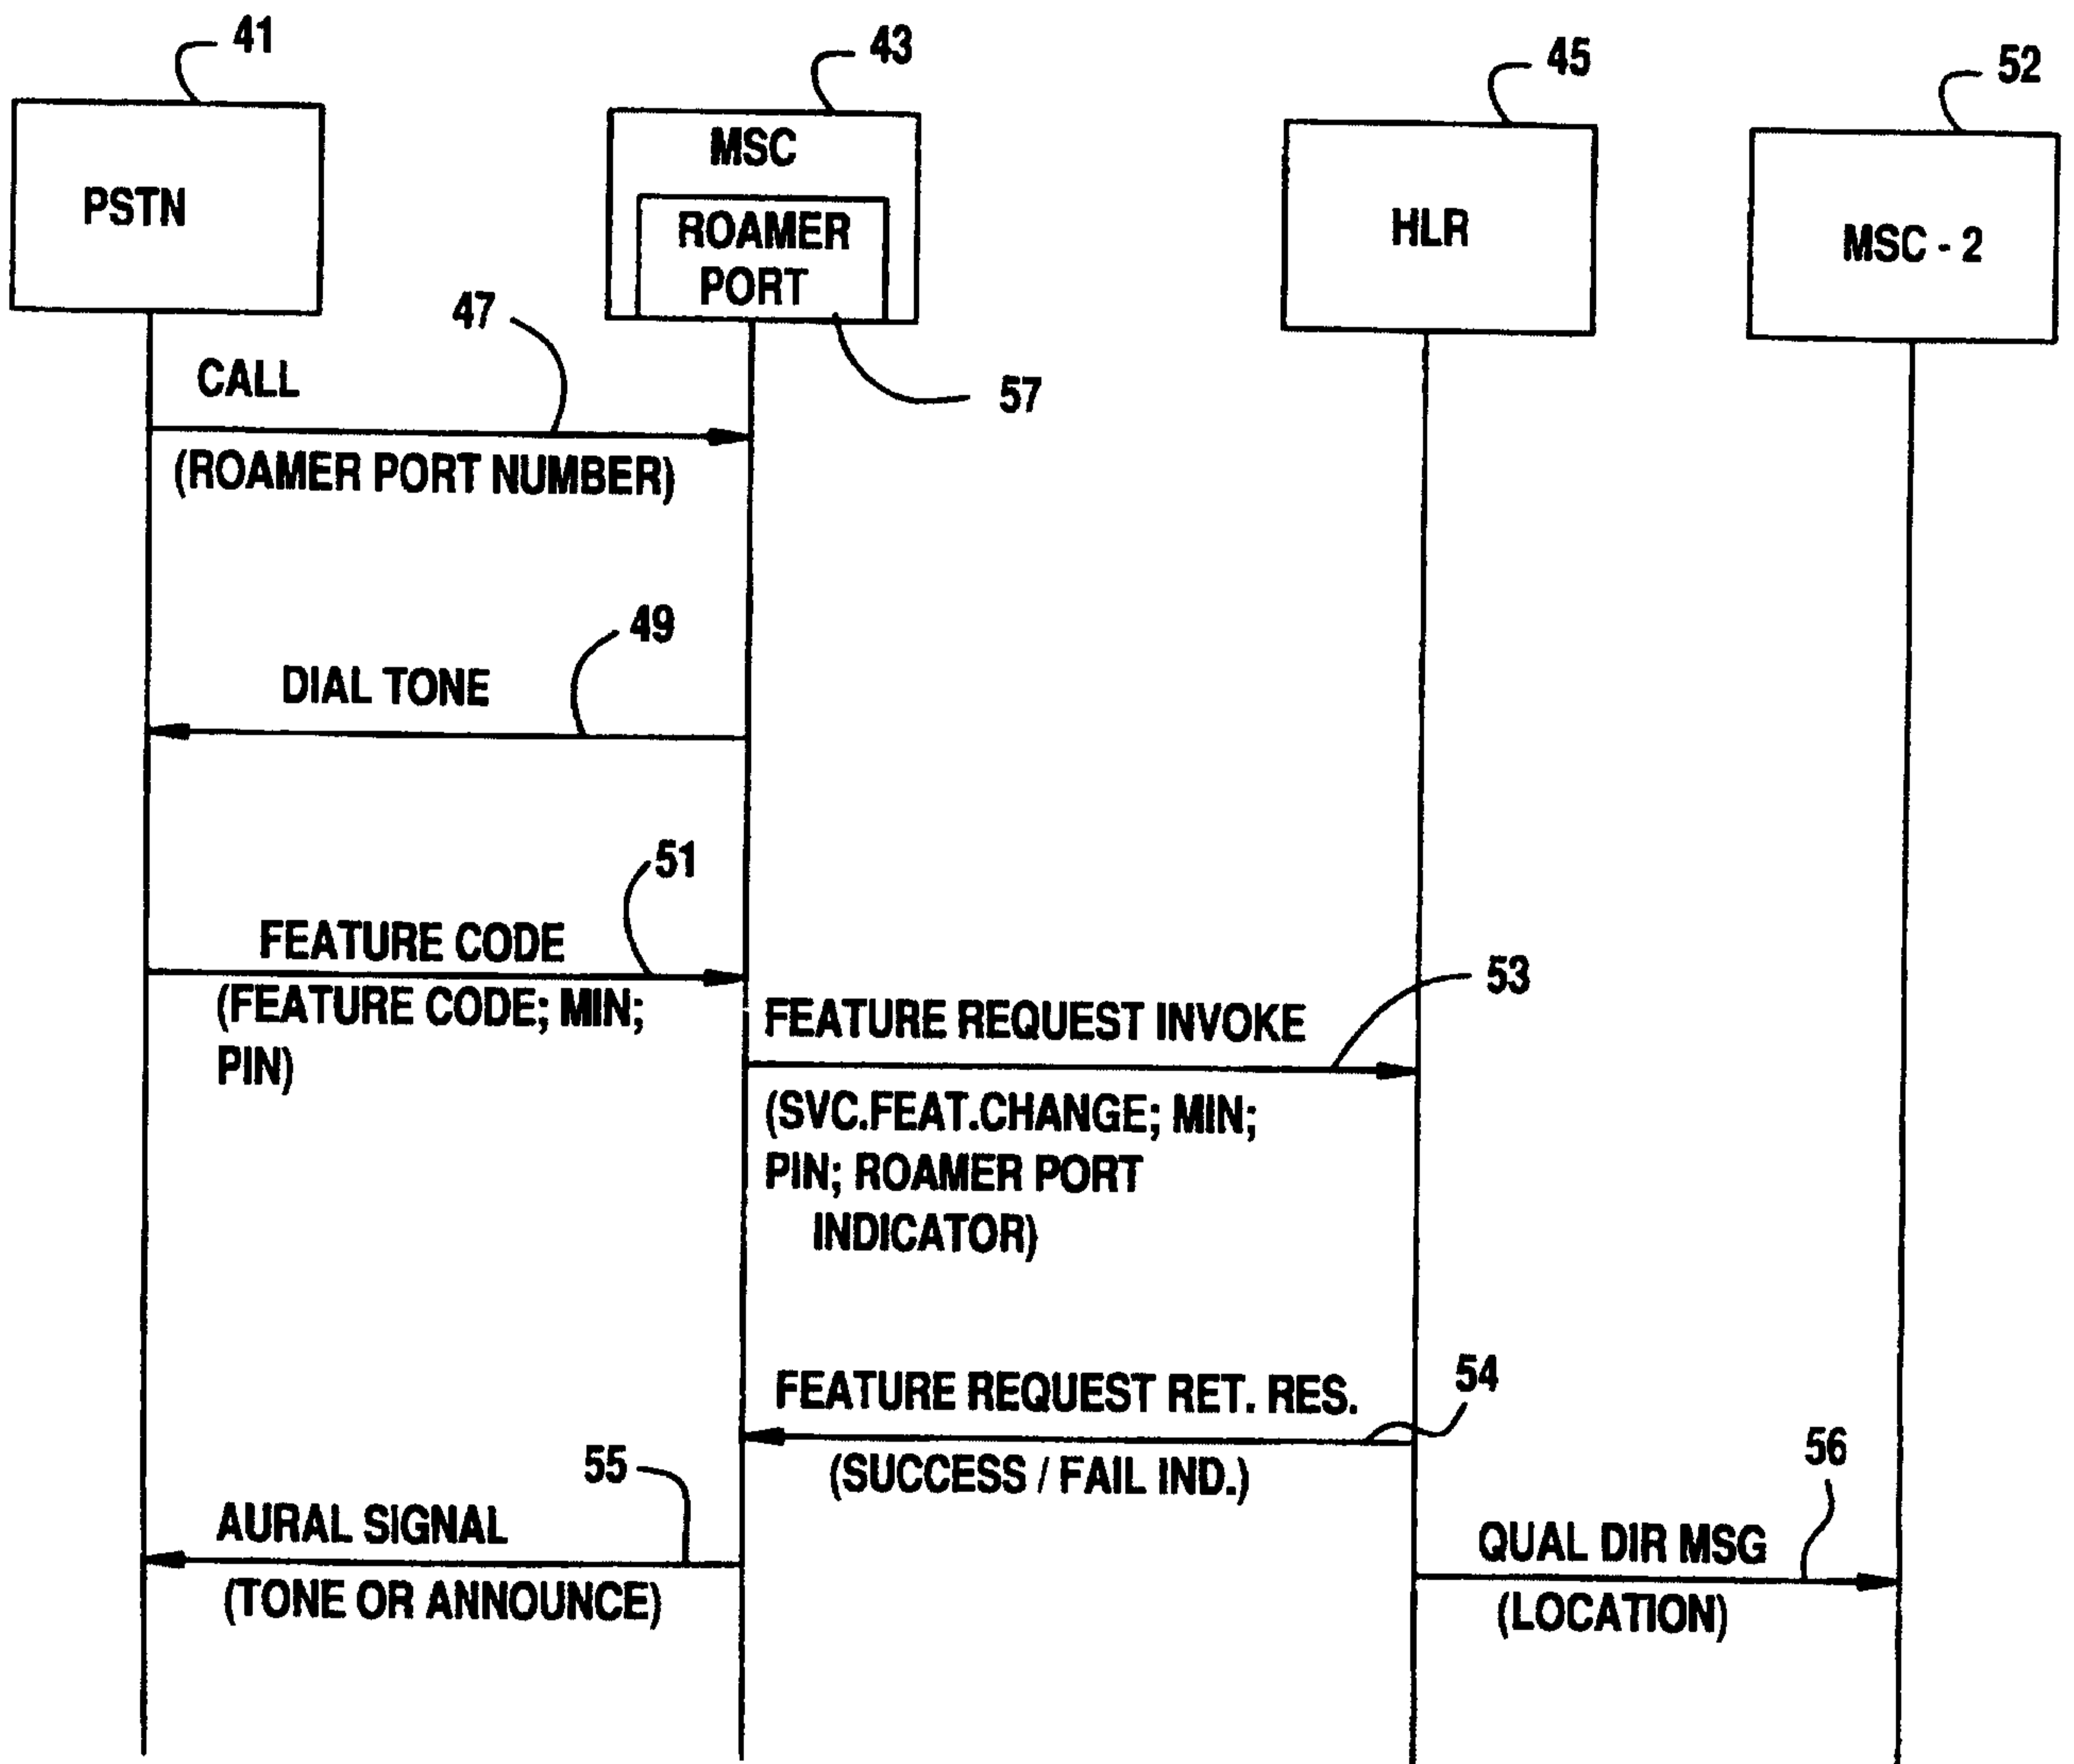 41
43
45
52
PSTN
MSC
ROAMER
PORT
HLR
MSC - 2
47
57
CALL
(ROAMER PORT NUMBER)
49
DIAL TONE
51
FEATURE CODE
(FEATURE CODE; MIN;
PIN)
53
FEATURE REQUEST INVOKE
(SVC.FEAT.CHANGE; MIN;
PIN; ROAMER PORT
INDICATOR)
54
FEATURE REQUEST RET. RES.
(SUCCESS / FAIL IND.)
55
AURAL SIGNAL
(TONE OR ANNOUNCE)
56
QUAL DIR MSG
(LOCATION)